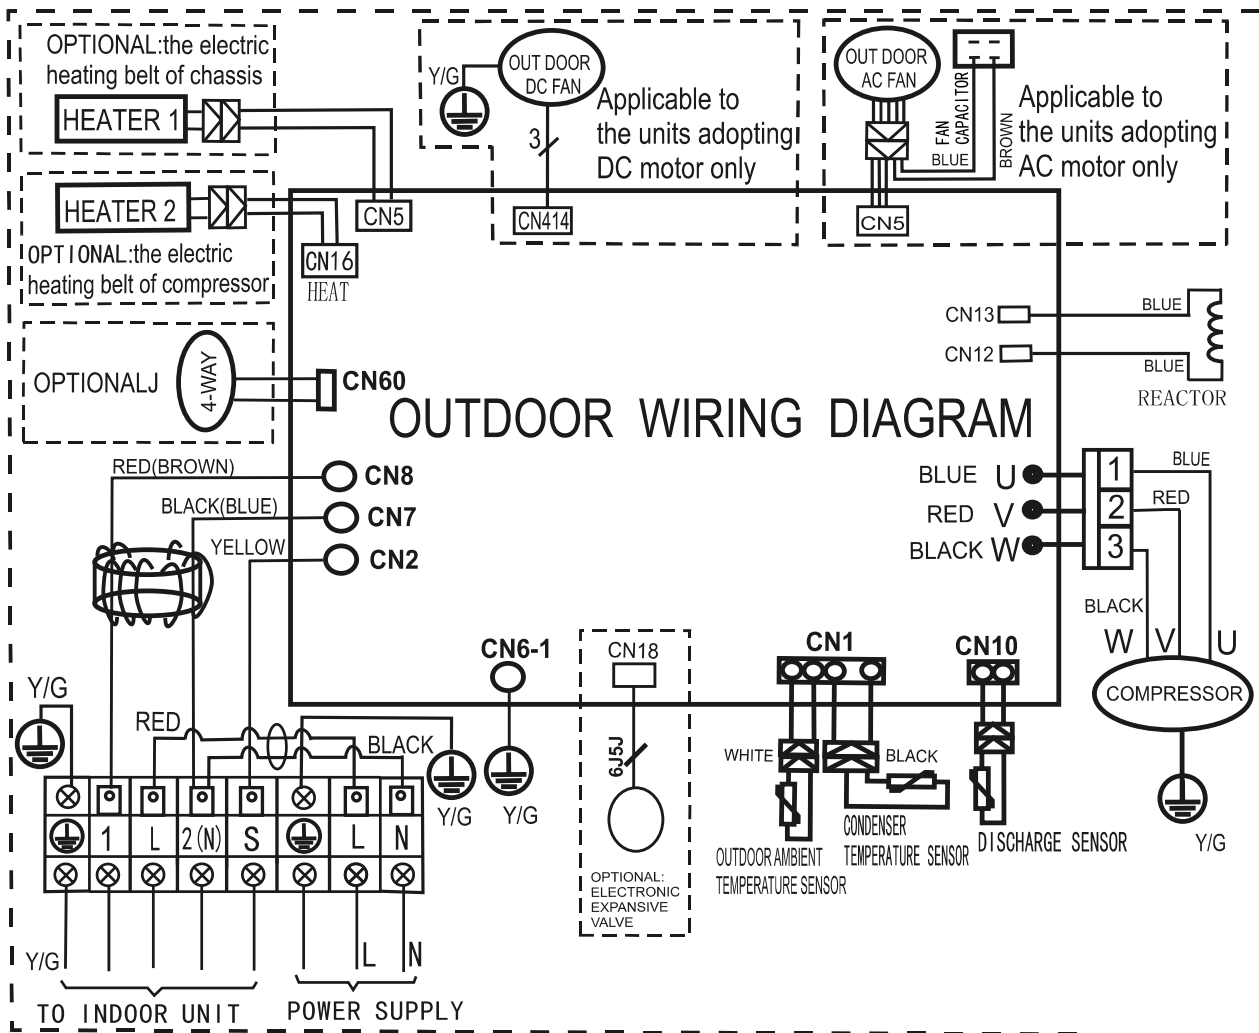 OPTIONAL:the electric
heating belt of chassis
HEATER 1
CN5
HEATER 2
OPTIONAL:the electric
heating belt of compressor
CN16
HEAT
Y/G
OUT DOOR
DC FAN
3
CN414
Applicable to
the units adopting
DC motor only
OUT DOOR
AC FAN
FAN
CAPACITOR
BLUE
BROWN
CN5
Applicable to
the units adopting
AC motor only
OPTIONALJ
4-WAY
CN60
CN13
BLUE
CN12
BLUE
REACTOR
OUTDOOR WIRING DIAGRAM
RED(BROWN)
CN8
BLACK(BLUE)
CN7
YELLOW
CN2
BLUE U
RED V
BLACK W
1
2
3
BLUE
RED
BLACK
W V U
COMPRESSOR
Y/G
CN6-1
Y/G
CN18
6J5J
OPTIONAL:
ELECTRONIC
EXPANSIVE
VALVE
CN1
WHITE
BLACK
OUTDOOR AMBIENT
TEMPERATURE SENSOR
CONDENSER
TEMPERATURE SENSOR
CN10
DISCHARGE SENSOR
Y/G
RED
BLACK
Y/G
1 L 2(N) S L N
Y/G
L N
TO INDOOR UNIT
POWER SUPPLY